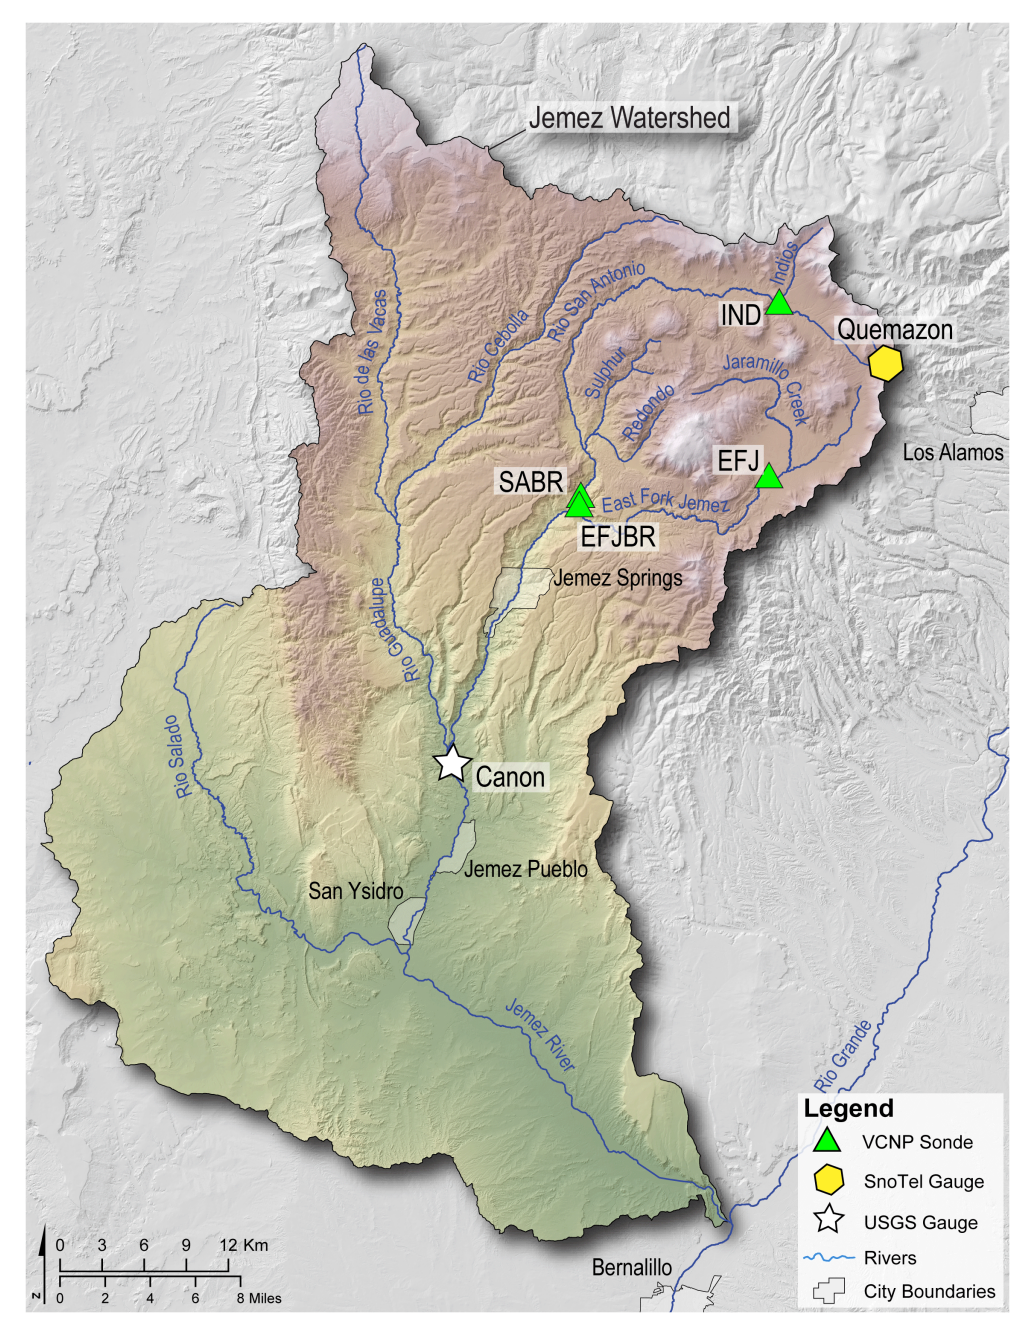 Jemez Watershed
Indios
Rio San Antonio
IND
Quemazon
Rio de las Vacas
Rio Cebolla
Sulphur
Jaramillo Creek
Redondo
Los Alamos
EFJ
SABR
East Fork Jemez
EFJBR
Jemez Springs
Rio Guadalupe
Rio Salado
Canon
Jemez Pueblo
San Ysidro
Jemez River
Rio Grande
Legend
VCNP Sonde
SnoTel Gauge
USGS Gauge
Rivers
City Boundaries
Bernalillo
0 3 6 9 12 Km
0 2 4 6 8 Miles
N